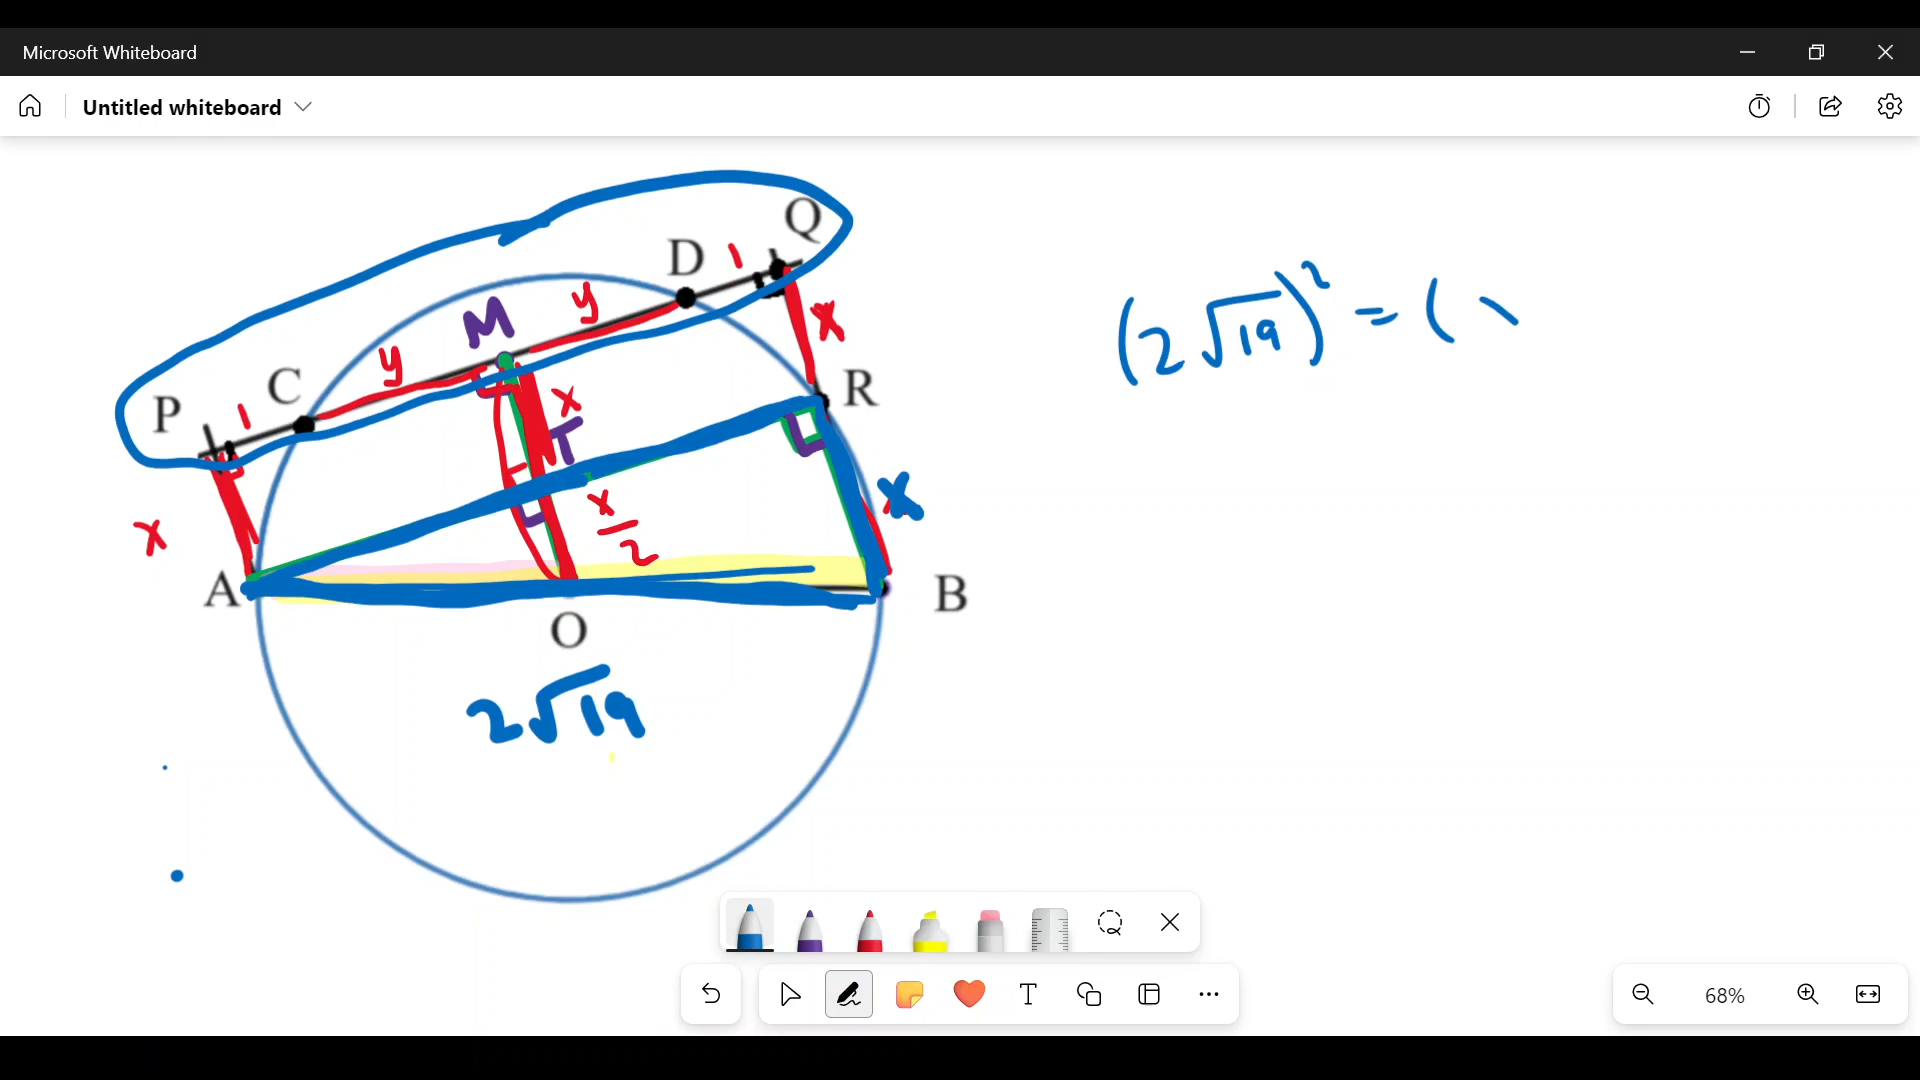 Microsoft Whiteboard
Untitled whiteboard
Q
D 1
y
M
x
y
C
R
P 1
x
T
x
x/2
x
A
B
O
2√19
(2√19)² = (
68%
T